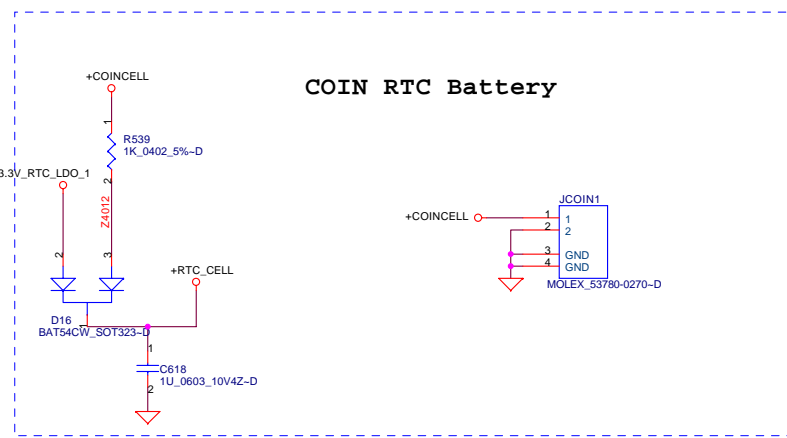 +COINCELL
COIN RTC Battery
1
R539
1K_0402_5%~D
2
3.3V_RTC_LDO_1
Z4012
JCOIN1
+COINCELL
1
1
2
2
3
GND
4
GND
MOLEX_53780-0270~D
2
3
+RTC_CELL
D16
BAT54CW_SOT323~D
1
1
C618
1U_0603_10V4Z~D
2